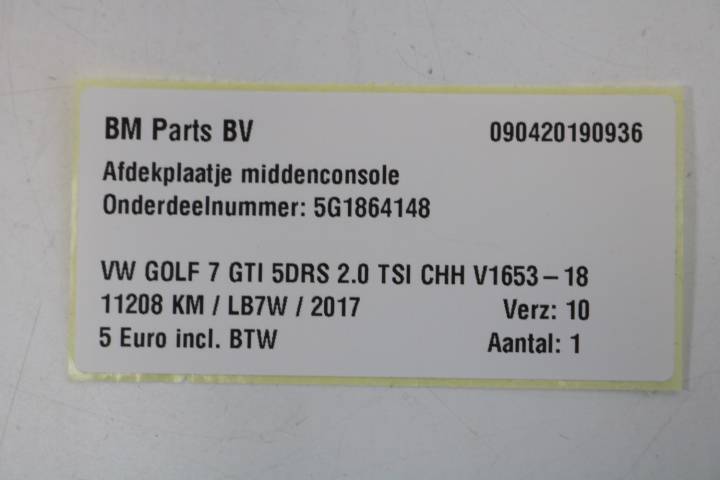 BM Parts BV 090420190936
Afdekplaatje middenconsole
Onderdeelnummer: 5G1864148
VW GOLF 7 GTI 5DRS 2.0 TSI CHH V1653-18
11208 KM / LB7W / 2017 Verz: 10
5 Euro incl. BTW Aantal: 1